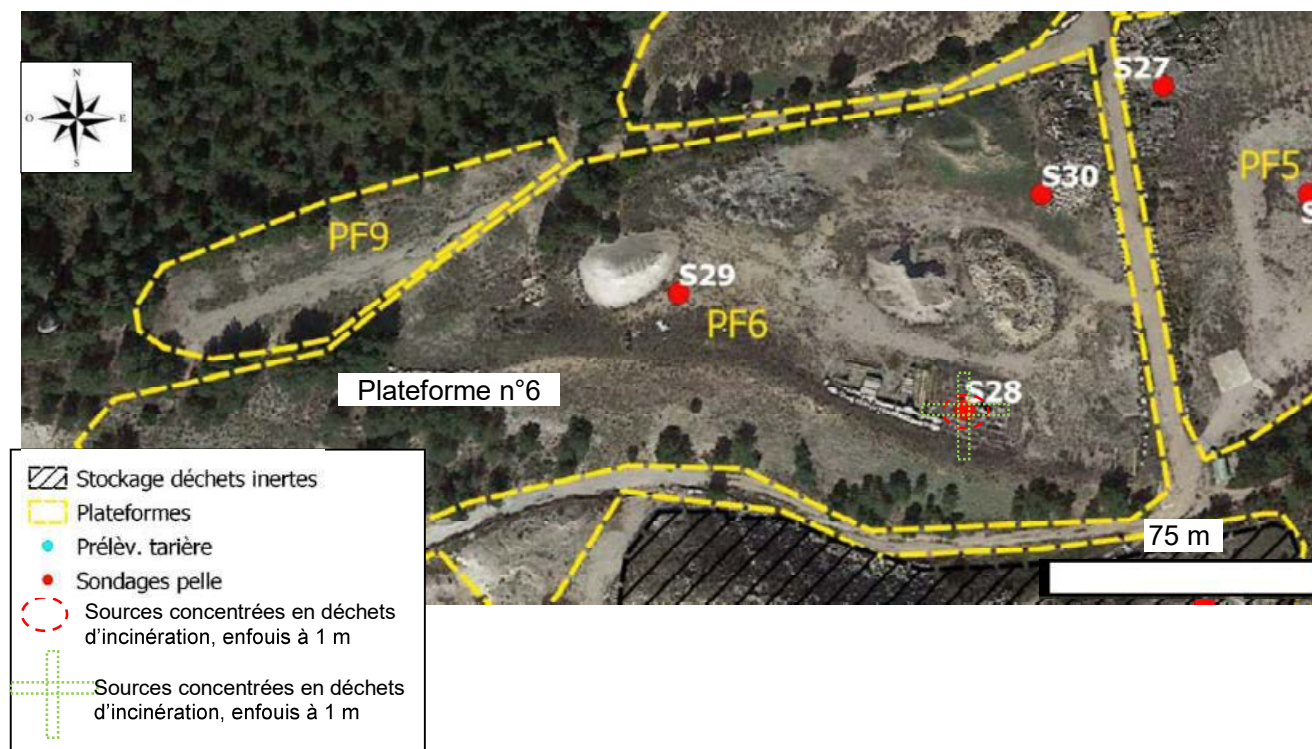 N
O
E
S
S27
S30
PF5
S
PF9
S29
PF6
Plateforme n°6
S28
75 m
Stockage déchets inertes
Plateformes
Prélèv. tarière
Sondages pelle
Sources concentrées en déchets
d'incinération, enfouis à 1 m
Sources concentrées en déchets
d'incinération, enfouis à 1 m